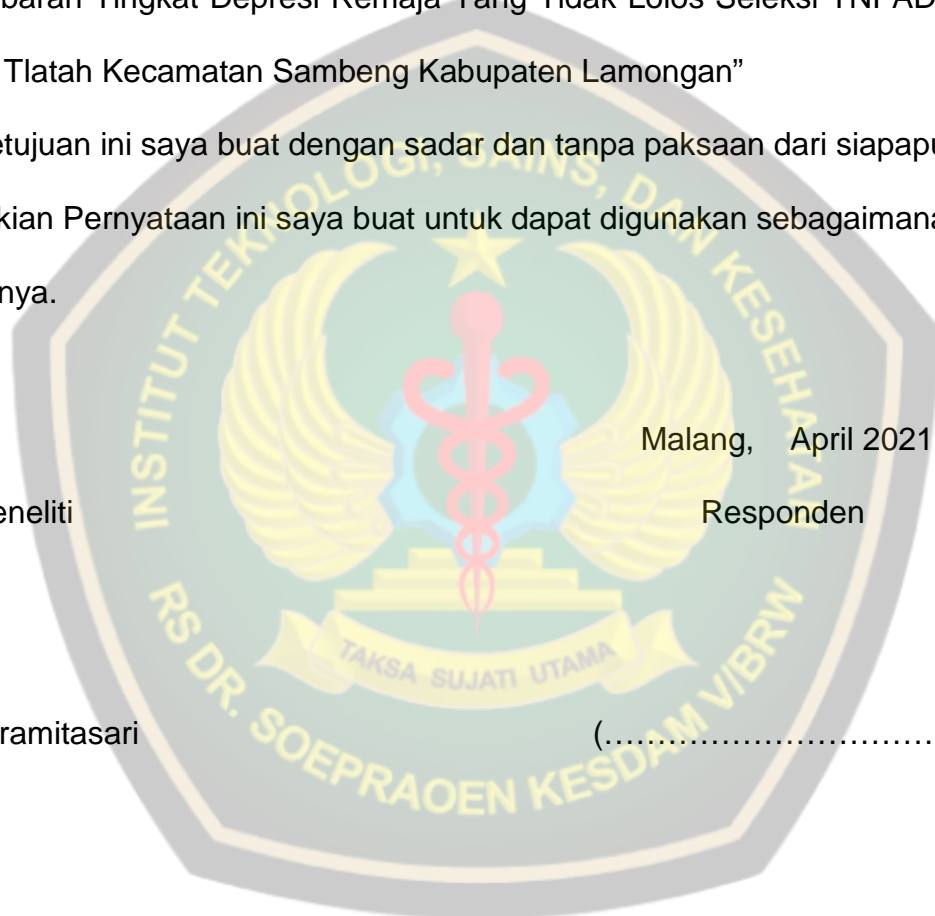 baran Tingkat Depresi Remaja Yang Tidak Lolos Seleksi TNI AD
Tlatah Kecamatan Sambeng Kabupaten Lamongan”
etujuan ini saya buat dengan sadar dan tanpa paksaan dari siapapu
kian Pernyataan ini saya buat untuk dapat digunakan sebagaimana
nya.
Malang, April 2021
eneliti Responden
ramitasari (................................
INSTITUT TEKNOLOGI, SAINS, DAN KESEHATAN
RS DR. SOEPRAOEN KESDAM V/BRW
TAKSA SUJATI UTAMA